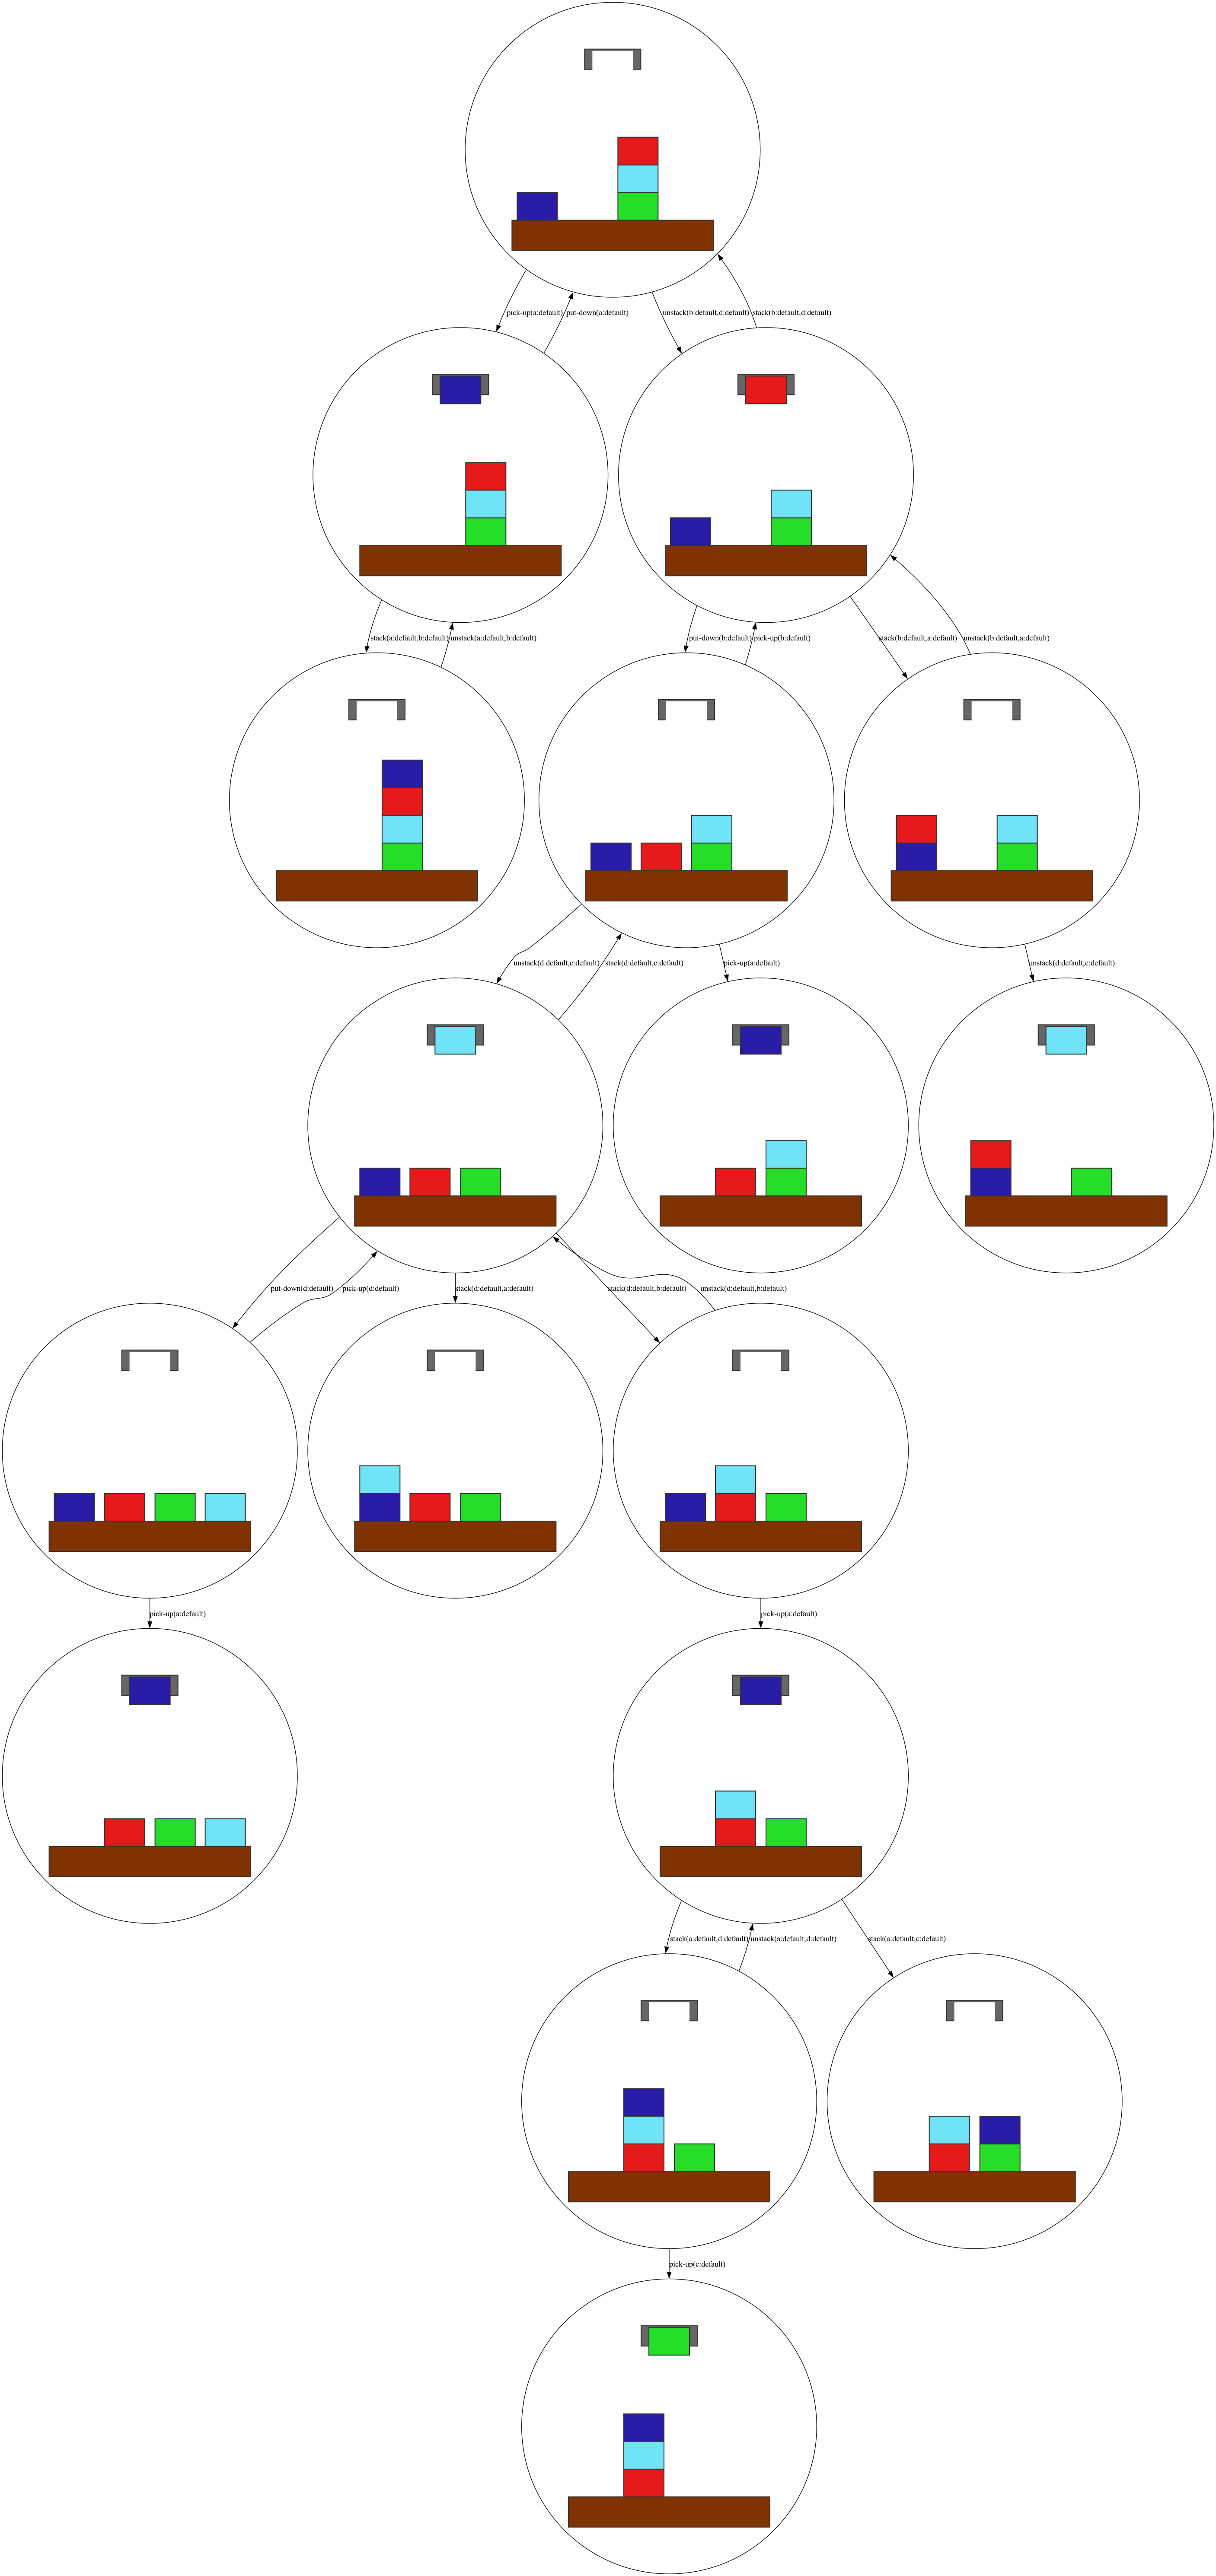 pick-up(a:default)
put-down(a:default)
unstack(b:default,d:default)
stack(b:default,d:default)
stack(a:default,b:default)
unstack(a:default,b:default)
put-down(b:default)
pick-up(b:default)
stack(b:default,a:default)
unstack(b:default,a:default)
unstack(d:default,c:default)
stack(d:default,c:default)
pick-up(a:default)
unstack(d:default,c:default)
put-down(d:default)
pick-up(d:default)
stack(d:default,a:default)
stack(d:default,b:default)
unstack(d:default,b:default)
pick-up(a:default)
pick-up(a:default)
stack(a:default,d:default)
unstack(a:default,d:default)
stack(a:default,c:default)
pick-up(c:default)